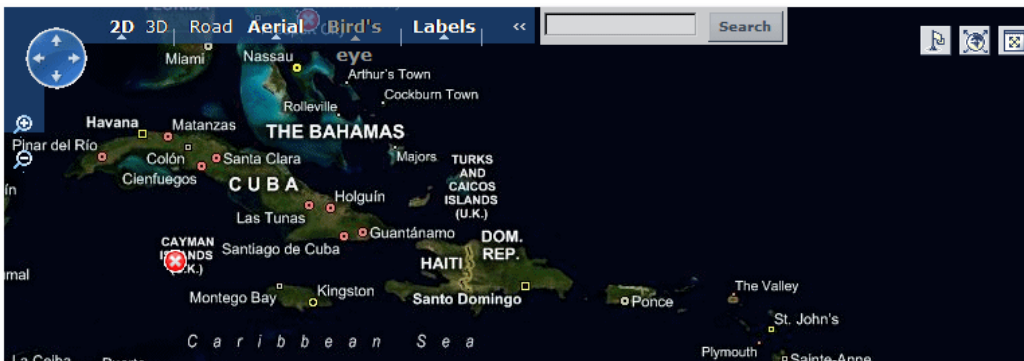 FLORIDA
2D 3D Road Aerial Bird's eye Labels «
Search
Miami
Nassau
Arthur's Town
Cockburn Town
Rolleville
THE BAHAMAS
Havana
Matanzas
Pinar del Río
Colón
Santa Clara
Majors
Cienfuegos
TURKS
AND
CAICOS
ISLANDS
(U.K.)
CUBA
Holguín
Las Tunas
Guantánamo
Santiago de Cuba
CAYMAN
ISLANDS
(U.K.)
HAITI
DOM.
REP.
Montego Bay
Kingston
Santo Domingo
Ponce
The Valley
St. John's
Caribbean Sea
Plymouth
Sainte-Anne
La Ceiba